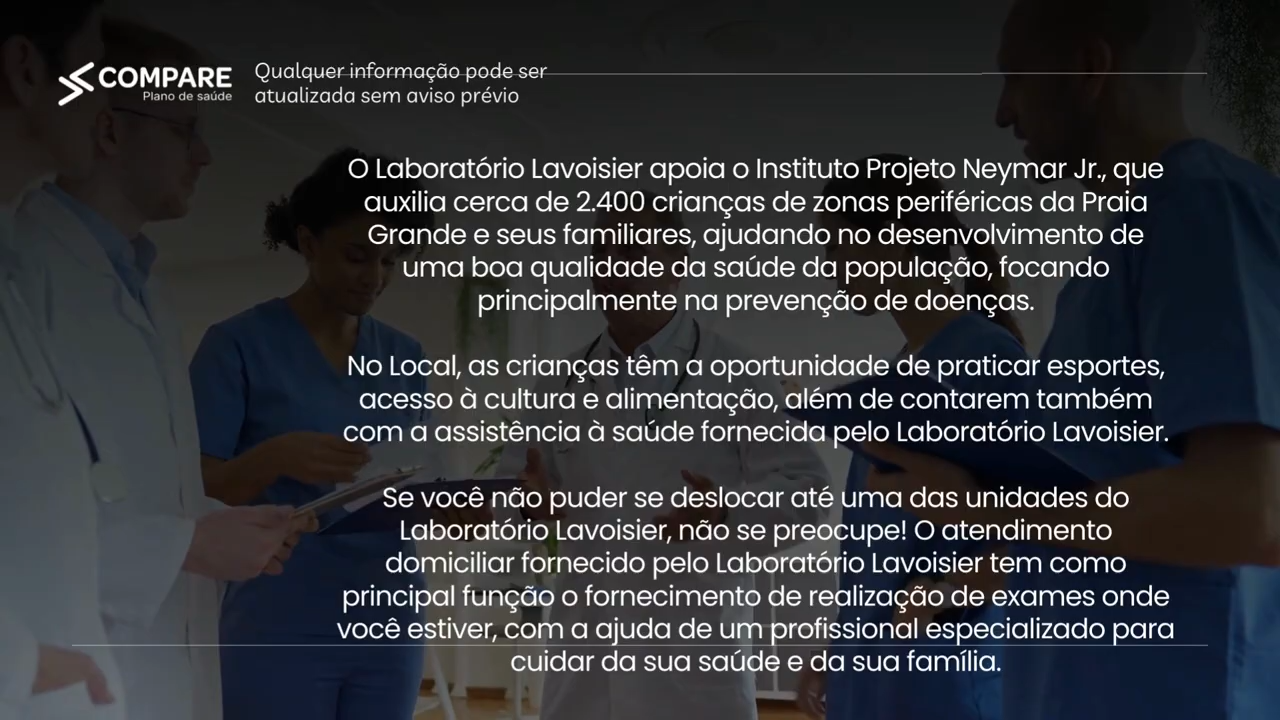 COMPARE
Plano de saúde
Qualquer informação pode ser
atualizada sem aviso prévio
O Laboratório Lavoisier apoia o Instituto Projeto Neymar Jr., que
auxilia cerca de 2.400 crianças de zonas periféricas da Praia
Grande e seus familiares, ajudando no desenvolvimento de
uma boa qualidade da saúde da população, focando
principalmente na prevenção de doenças.
No Local, as crianças têm a oportunidade de praticar esportes,
acesso à cultura e alimentação, além de contarem também
com a assistência à saúde fornecida pelo Laboratório Lavoisier.
Se você não puder se deslocar até uma das unidades do
Laboratório Lavoisier, não se preocupe! O atendimento
domiciliar fornecido pelo Laboratório Lavoisier tem como
principal função o fornecimento de realização de exames onde
você estiver, com a ajuda de um profissional especializado para
cuidar da sua saúde e da sua família.